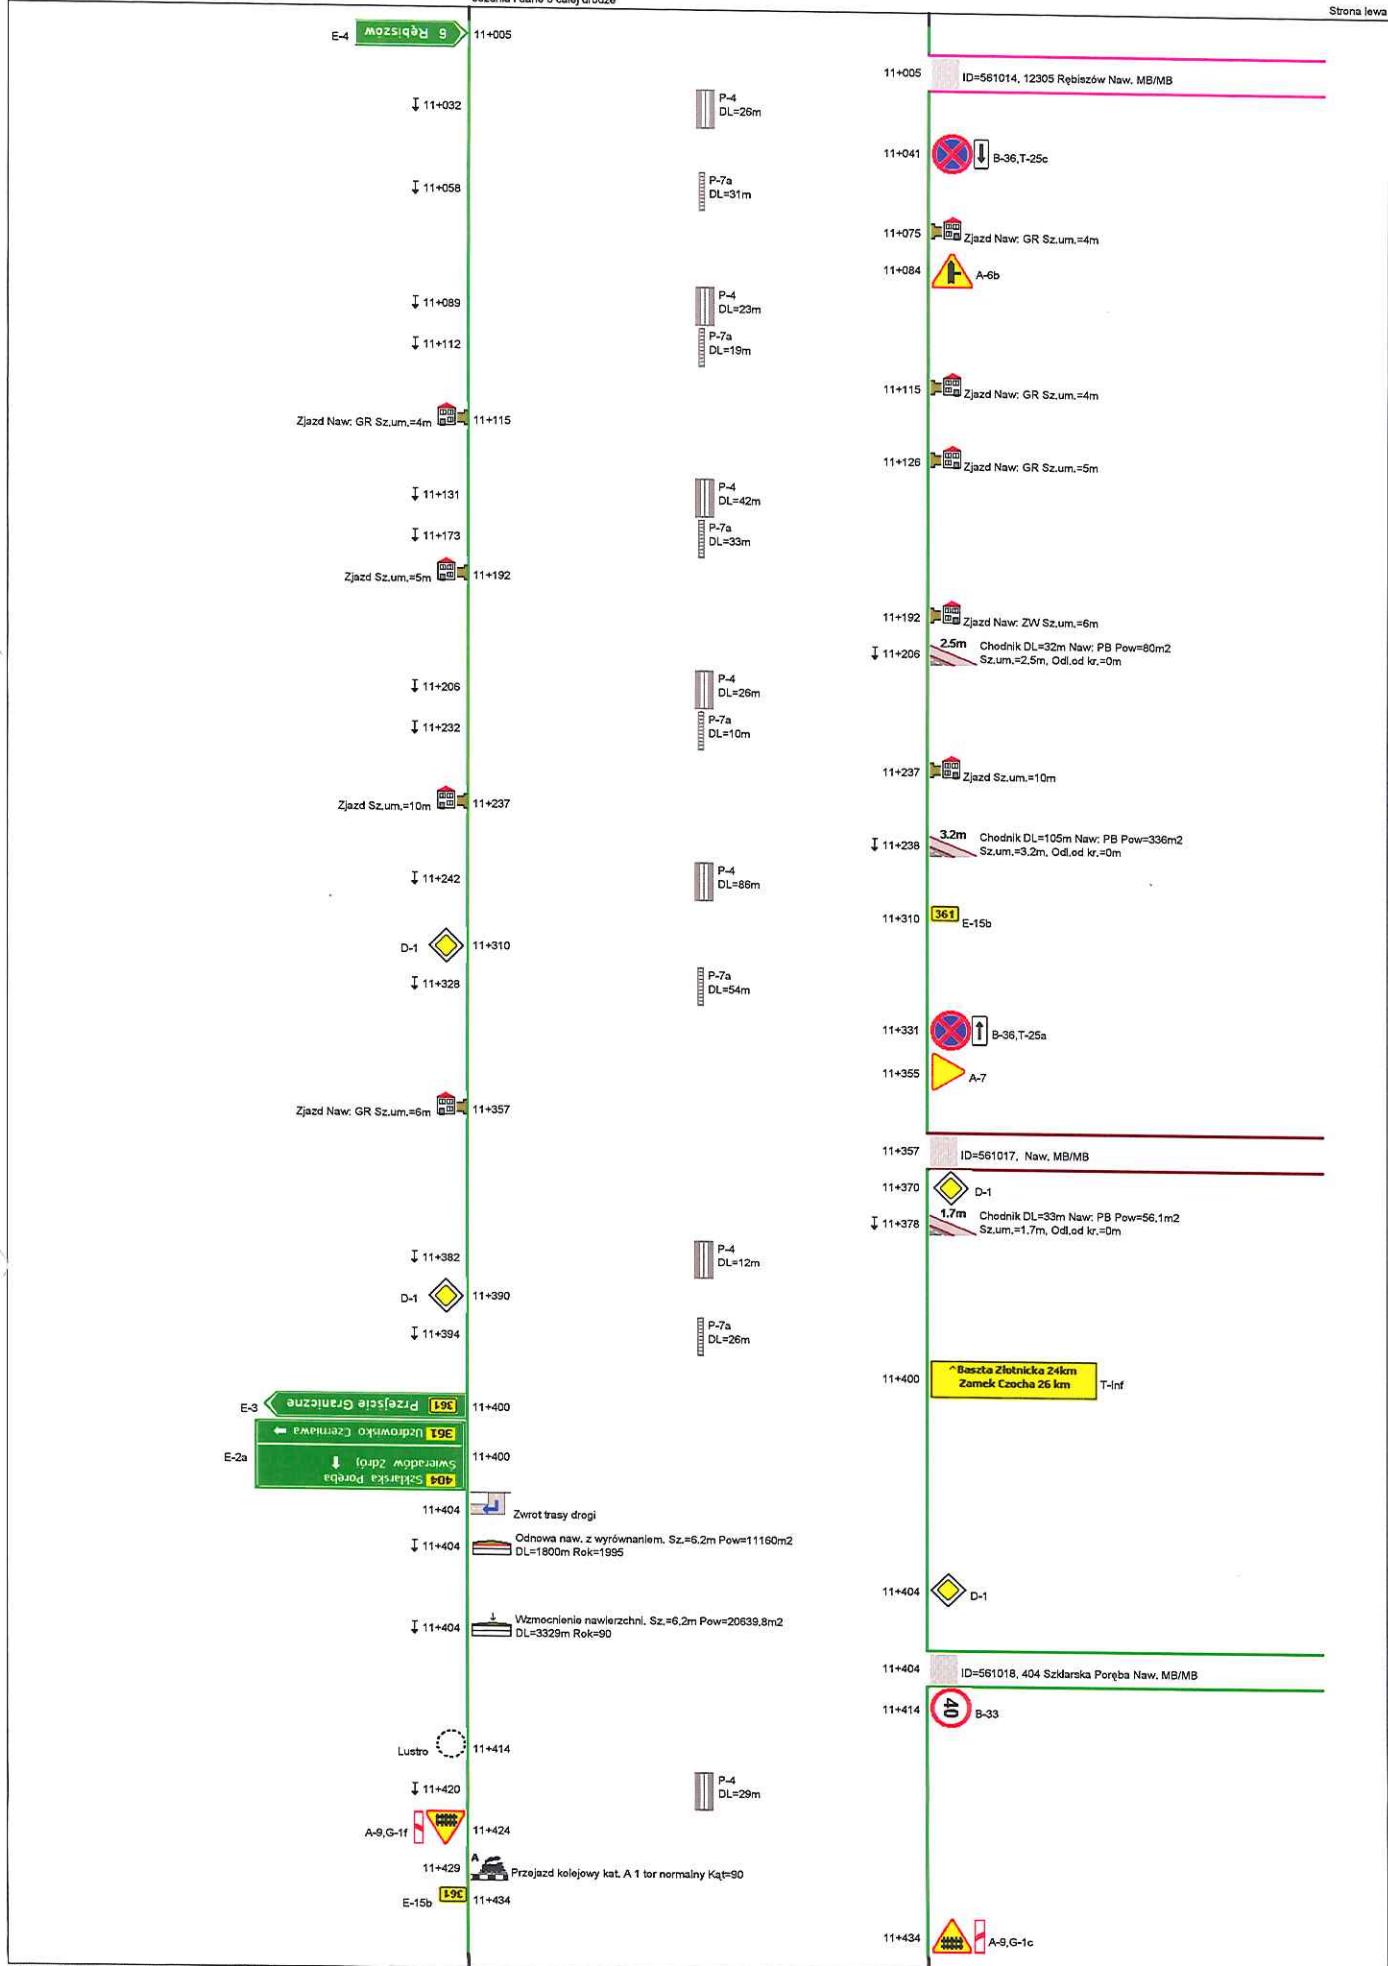 Strona lewa
E-4
6 Rębiszów
11+005
11+005
ID=561014, 12305 Rębiszów Naw. MB/MB
11+032
P-4
DL=26m
11+041
B-36,T-25c
11+058
P-7a
DL=31m
11+075
Zjazd Naw: GR Sz.um.=4m
11+084
A-6b
11+089
P-4
DL=23m
11+112
P-7a
DL=19m
11+115
Zjazd Naw: GR Sz.um.=4m
Zjazd Naw: GR Sz.um.=4m
11+115
11+126
Zjazd Naw: GR Sz.um.=5m
11+131
P-4
DL=42m
11+173
P-7a
DL=33m
Zjazd Sz.um.=5m
11+192
11+192
Zjazd Naw: ZW Sz.um.=6m
11+206
2.5m
Chodnik DL=32m Naw: PB Pow=80m2
Sz.um.=2.5m, Odl.od kr.=0m
11+206
P-4
DL=26m
11+232
P-7a
DL=10m
11+237
Zjazd Sz.um.=10m
Zjazd Sz.um.=10m
11+237
11+238
3.2m
Chodnik DL=105m Naw: PB Pow=336m2
Sz.um.=3.2m, Odl.od kr.=0m
11+242
P-4
DL=86m
11+310
361
E-15b
D-1
11+310
11+328
P-7a
DL=54m
11+331
B-36,T-25a
11+355
A-7
Zjazd Naw: GR Sz.um.=6m
11+357
11+357
ID=561017, Naw. MB/MB
11+370
D-1
11+378
1.7m
Chodnik DL=33m Naw: PB Pow=56,1m2
Sz.um.=1.7m, Odl.od kr.=0m
11+382
P-4
DL=12m
D-1
11+390
11+394
P-7a
DL=26m
11+400
^Baszta Złotnicka 24km
Zamek Czocha 26 km
T-inf
E-3
361 Przejście Graniczne
11+400
E-2a
404 Szklarska Poręba
Świeradów Zdrój
361 Uzdrowisko Czerniawa
11+400
11+404
Zwrot trasy drogi
11+404
Odnowa naw. z wyrównaniem. Sz.=6.2m Pow=11160m2
DL=1800m Rok=1995
11+404
D-1
11+404
Wzmocnienie nawierzchni. Sz.=6,2m Pow=20639,8m2
DL=3329m Rok=90
11+404
ID=561018, 404 Szklarska Poręba Naw. MB/MB
11+414
40
B-33
Lustro
11+414
11+420
P-4
DL=29m
A-9,G-1f
11+424
11+429
A
Przejazd kolejowy kat. A 1 tor normalny Kąt=90
E-15b
361
11+434
11+434
A-9,G-1c